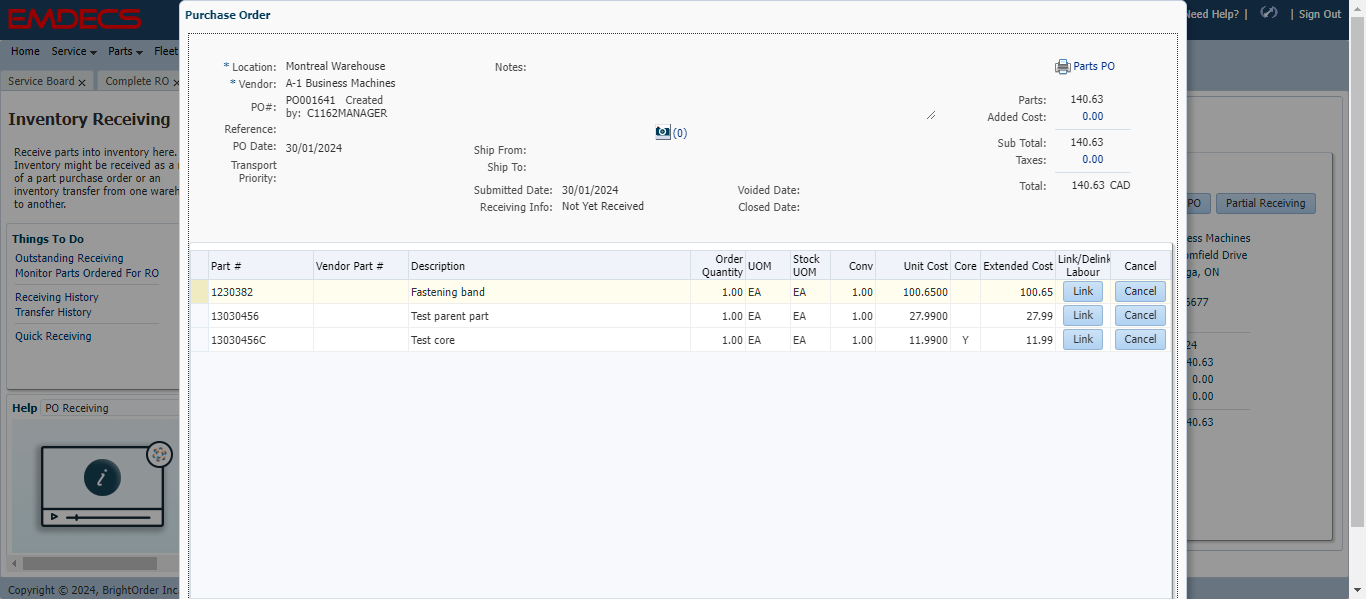 EMDECS
Need Help? | | Sign Out
Home Service Parts Fleet
Service Board x Complete RO x
Inventory Receiving
Receive parts into inventory here.
Inventory might be received as a
of a part purchase order or an
inventory transfer from one wareh
to another.
Things To Do
Outstanding Receiving
Monitor Parts Ordered For RO
Receiving History
Transfer History
Quick Receiving
Help PO Receiving
i
Copyright © 2024, BrightOrder Inc
Purchase Order
* Location: Montreal Warehouse
* Vendor: A-1 Business Machines
PO#: PO001641 Created
by: C1162MANAGER
Reference:
PO Date: 30/01/2024
Transport
Priority:
Notes:
(0)
Ship From:
Ship To:
Submitted Date: 30/01/2024
Receiving Info: Not Yet Received
Voided Date:
Closed Date:
Parts PO
Parts: 140.63
Added Cost: 0.00
Sub Total: 140.63
Taxes: 0.00
Total: 140.63 CAD
Part # Vendor Part # Description Order Quantity UOM Stock UOM Conv Unit Cost Core Extended Cost Link/Delink Labour Cancel
1230382 Fastening band 1.00 EA EA 1.00 100.6500 100.65 Link Cancel
13030456 Test parent part 1.00 EA EA 1.00 27.9900 27.99 Link Cancel
13030456C Test core 1.00 EA EA 1.00 11.9900 Y 11.99 Link Cancel
PO Partial Receiving
ess Machines
mfield Drive
ga, ON
5677
24
40.63
0.00
0.00
40.63